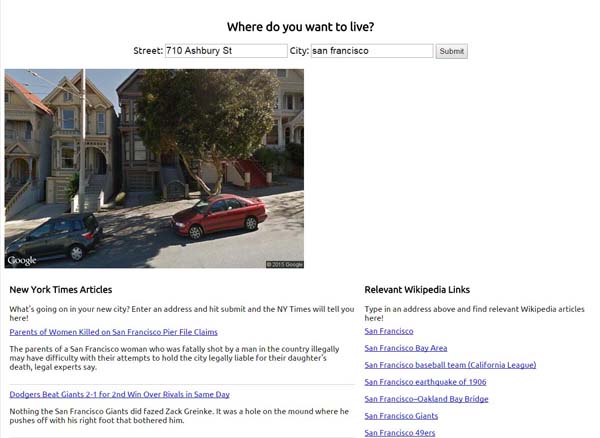 Where do you want to live?
Street: 710 Ashbury St City: san francisco Submit
Google
© 2015 Google
New York Times Articles
What's going on in your new city? Enter an address and hit submit and the NY Times will tell you
here!
Parents of Women Killed on San Francisco Pier File Claims
The parents of a San Francisco woman who was fatally shot by a man in the country illegally
may have difficulty with their attempts to hold the city legally liable for their daughter's
death, legal experts say.
Dodgers Beat Giants 2-1 for 2nd Win Over Rivals in Same Day
Nothing the San Francisco Giants did fazed Zack Greinke. It was a hole on the mound where he
pushes off with his right foot that bothered him.
Relevant Wikipedia Links
Type in an address above and find relevant Wikipedia articles
here!
San Francisco
San Francisco Bay Area
San Francisco baseball team (California League)
San Francisco earthquake of 1906
San Francisco–Oakland Bay Bridge
San Francisco Giants
San Francisco 49ers